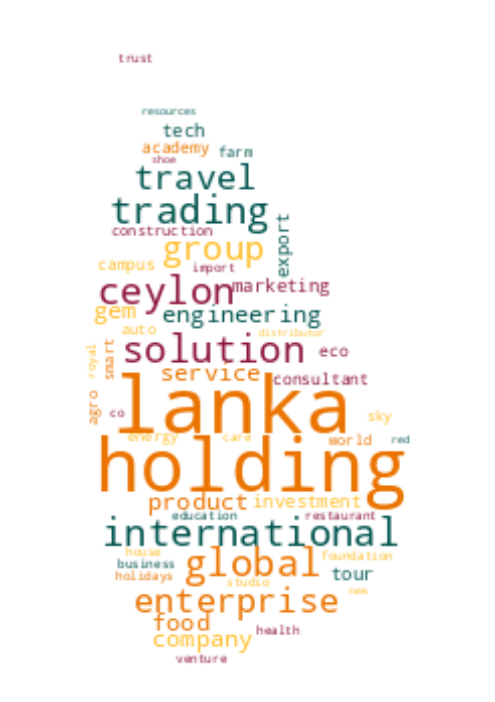 trust
resources
tech
academy farm
shoe
travel
trading
construction
export
group
campus import
ceylon marketing
gem engineering
auto distributor
solution eco
royal smart
service consultant
agro
lanka
co sky
energy care world red
holding
product investment
education restaurant
international
house foundation
business global tour
holidays studio
new
enterprise
food
company health
venture